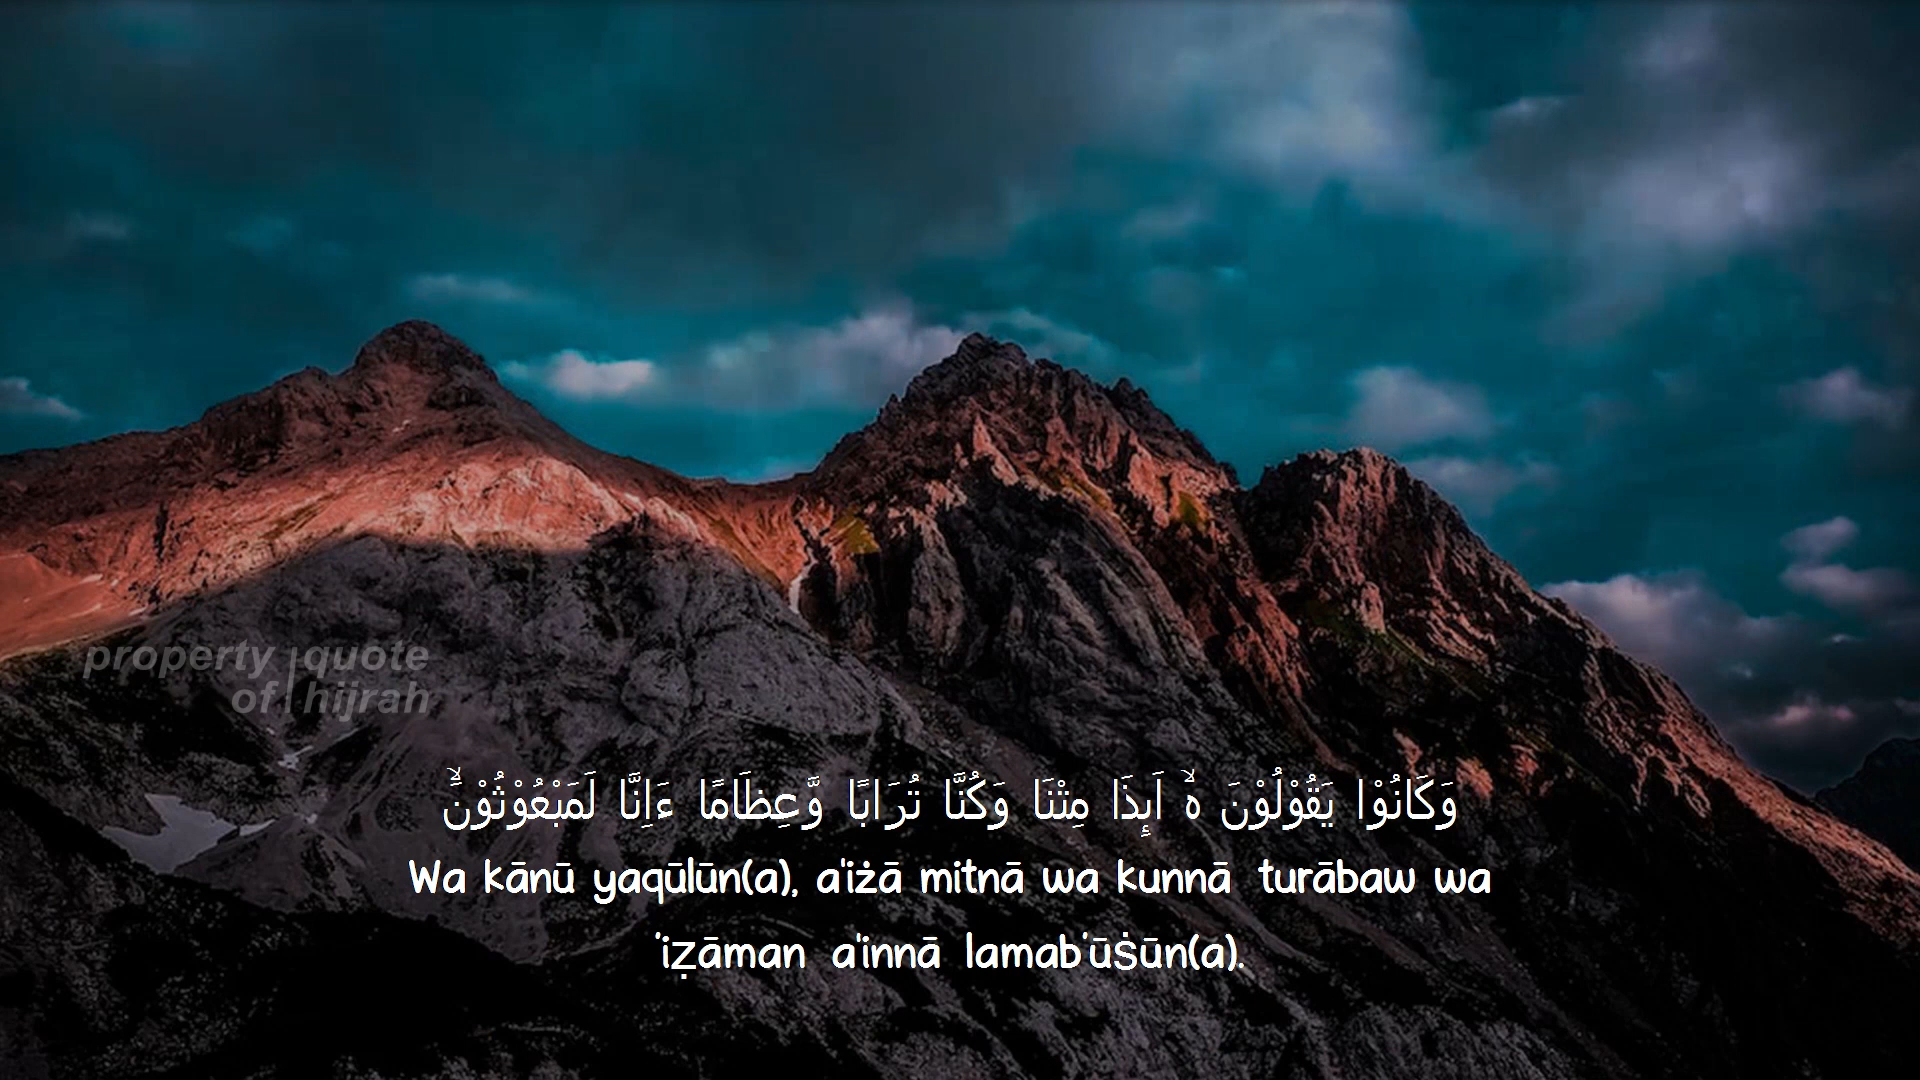 property | quote
of | hijrah
وَكَانُوْا يَقُوْلُوْنَ ەۙ اَىِٕذَا مِتْنَا وَكُنَّا تُرَابًا وَّعِظَامًا ءَاِنَّا لَمَبْعُوْثُوْنَۙ
Wa kānū yaqūlūn(a), a'iżā mitnā wa kunnā turābaw wa
'iẓāman a'innā lamab'ūṡūn(a).